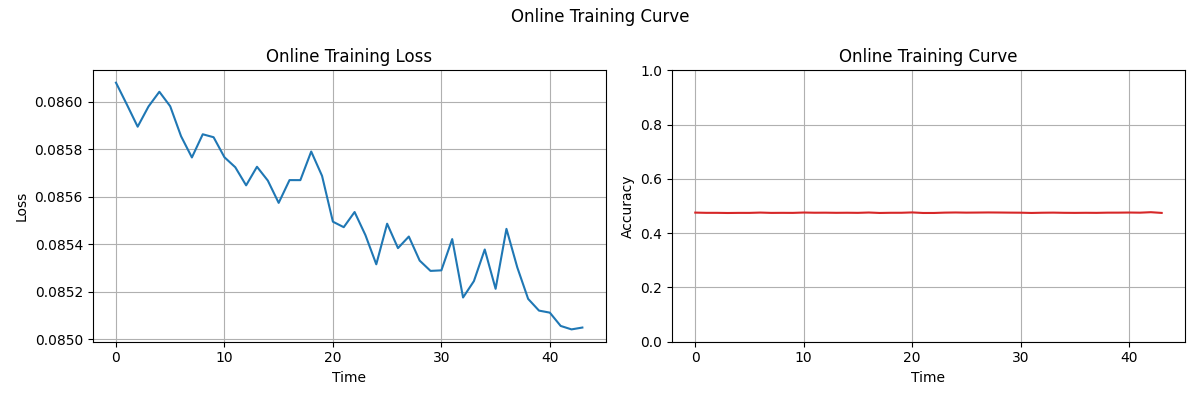 Online Training Curve
Online Training Loss
0.0860
0.0858
0.0856
0.0854
0.0852
0.0850
Loss
0 10 20 30 40
Time
Online Training Curve
1.0
0.8
0.6
0.4
0.2
0.0
Accuracy
0 10 20 30 40
Time